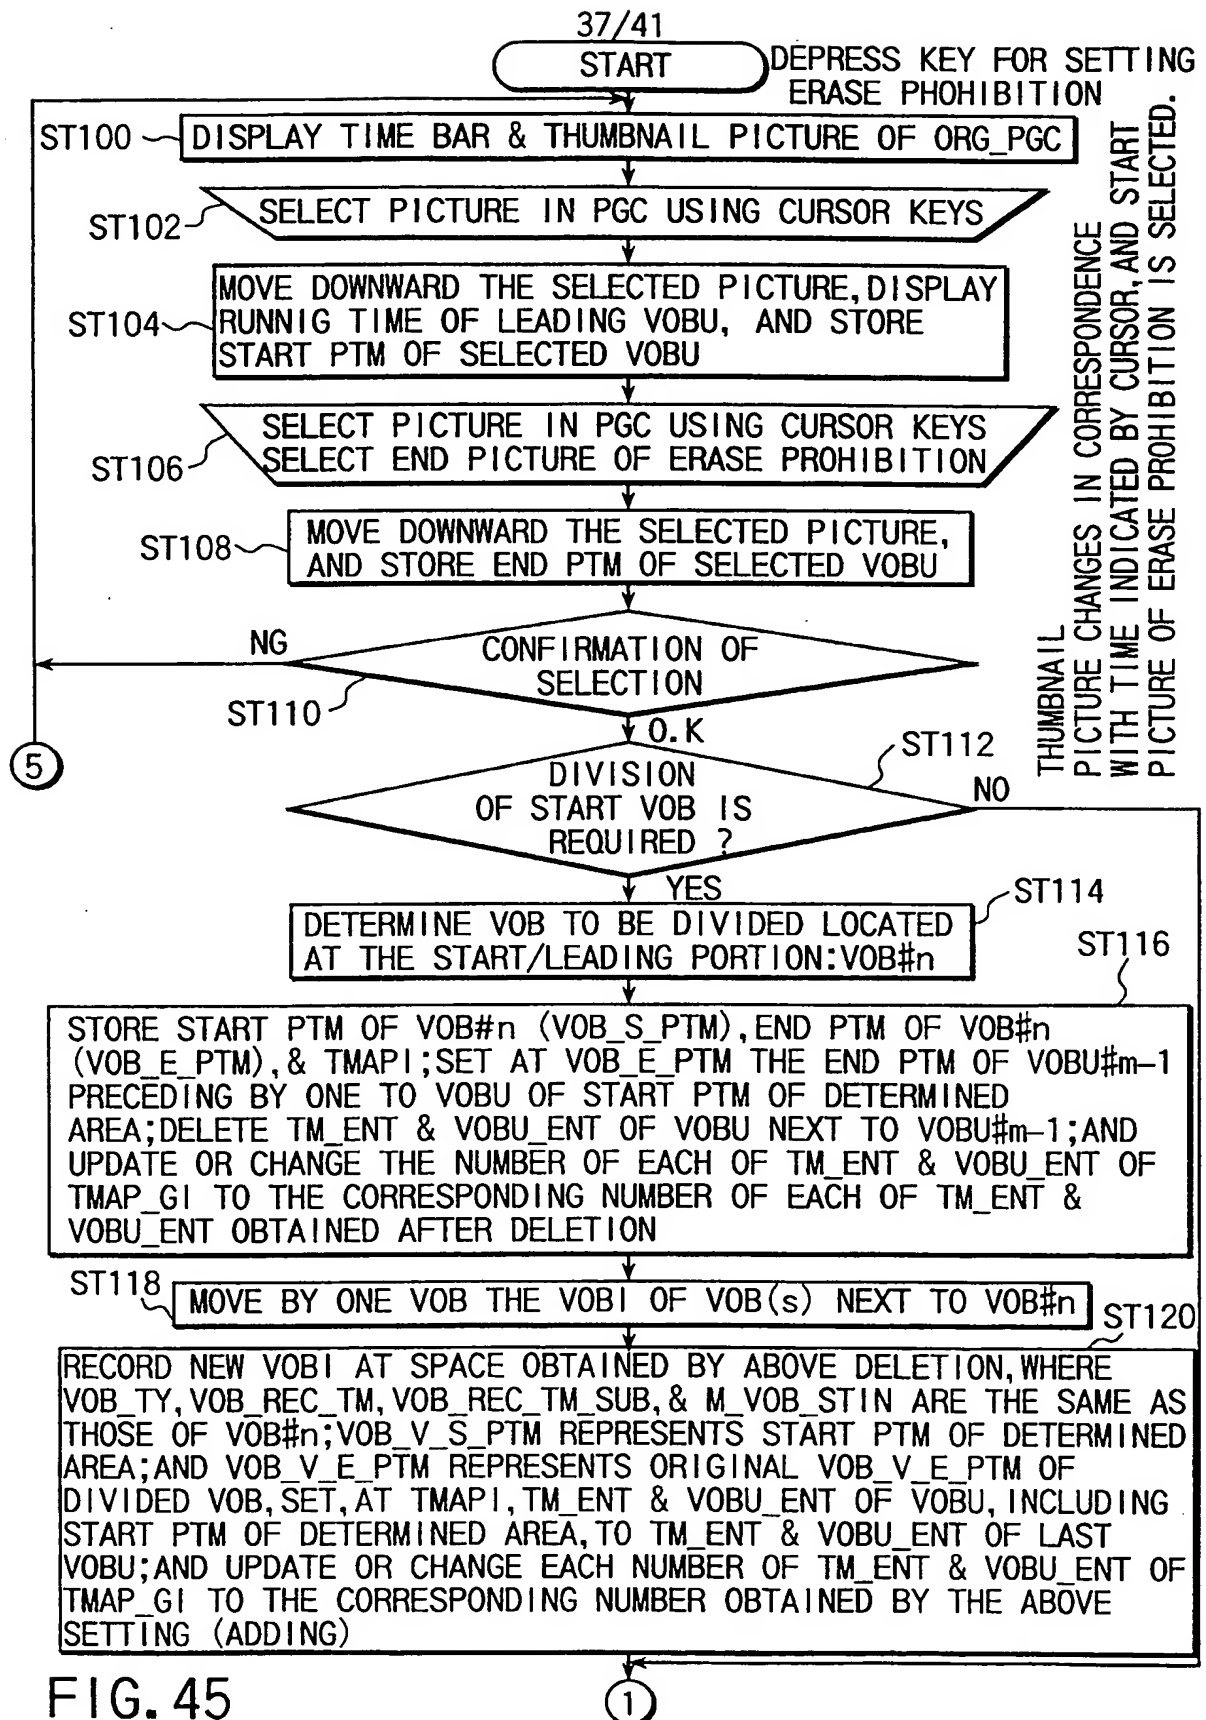 37/41
START
DEPRESS KEY FOR SETTING
ERASE PHOHIBITION
ST100
DISPLAY TIME BAR & THUMBNAIL PICTURE OF ORG_PGC
ST102
SELECT PICTURE IN PGC USING CURSOR KEYS
THUMBNAIL
PICTURE CHANGES IN CORRESPONDENCE
WITH TIME INDICATED BY CURSOR, AND START
PICTURE OF ERASE PROHIBITION IS SELECTED.
ST104
MOVE DOWNWARD THE SELECTED PICTURE, DISPLAY
RUNNIG TIME OF LEADING VOBU, AND STORE
START PTM OF SELECTED VOBU
ST106
SELECT PICTURE IN PGC USING CURSOR KEYS
SELECT END PICTURE OF ERASE PROHIBITION
ST108
MOVE DOWNWARD THE SELECTED PICTURE,
AND STORE END PTM OF SELECTED VOBU
NG
CONFIRMATION OF
SELECTION
ST110
O.K
5
ST112
DIVISION
OF START VOB IS
REQUIRED ?
NO
YES
ST114
DETERMINE VOB TO BE DIVIDED LOCATED
AT THE START/LEADING PORTION:VOB#n
ST116
STORE START PTM OF VOB#n (VOB_S_PTM), END PTM OF VOB#n
(VOB_E_PTM), & TMAPI; SET AT VOB_E_PTM THE END PTM OF VOBU#m-1
PRECEDING BY ONE TO VOBU OF START PTM OF DETERMINED
AREA; DELETE TM_ENT & VOBU_ENT OF VOBU NEXT TO VOBU#m-1; AND
UPDATE OR CHANGE THE NUMBER OF EACH OF TM_ENT & VOBU_ENT OF
TMAP_GI TO THE CORRESPONDING NUMBER OF EACH OF TM_ENT &
VOBU_ENT OBTAINED AFTER DELETION
ST118
MOVE BY ONE VOB THE VOBI OF VOB(s) NEXT TO VOB#n
ST120
RECORD NEW VOBI AT SPACE OBTAINED BY ABOVE DELETION, WHERE
VOB_TY, VOB_REC_TM, VOB_REC_TM_SUB, & M_VOB_STIN ARE THE SAME AS
THOSE OF VOB#n; VOB_V_S_PTM REPRESENTS START PTM OF DETERMINED
AREA; AND VOB_V_E_PTM REPRESENTS ORIGINAL VOB_V_E_PTM OF
DIVIDED VOB, SET, AT TMAPI, TM_ENT & VOBU_ENT OF VOBU, INCLUDING
START PTM OF DETERMINED AREA, TO TM_ENT & VOBU_ENT OF LAST
VOBU; AND UPDATE OR CHANGE EACH NUMBER OF TM_ENT & VOBU_ENT OF
TMAP_GI TO THE CORRESPONDING NUMBER OBTAINED BY THE ABOVE
SETTING (ADDING)
FIG. 45
1